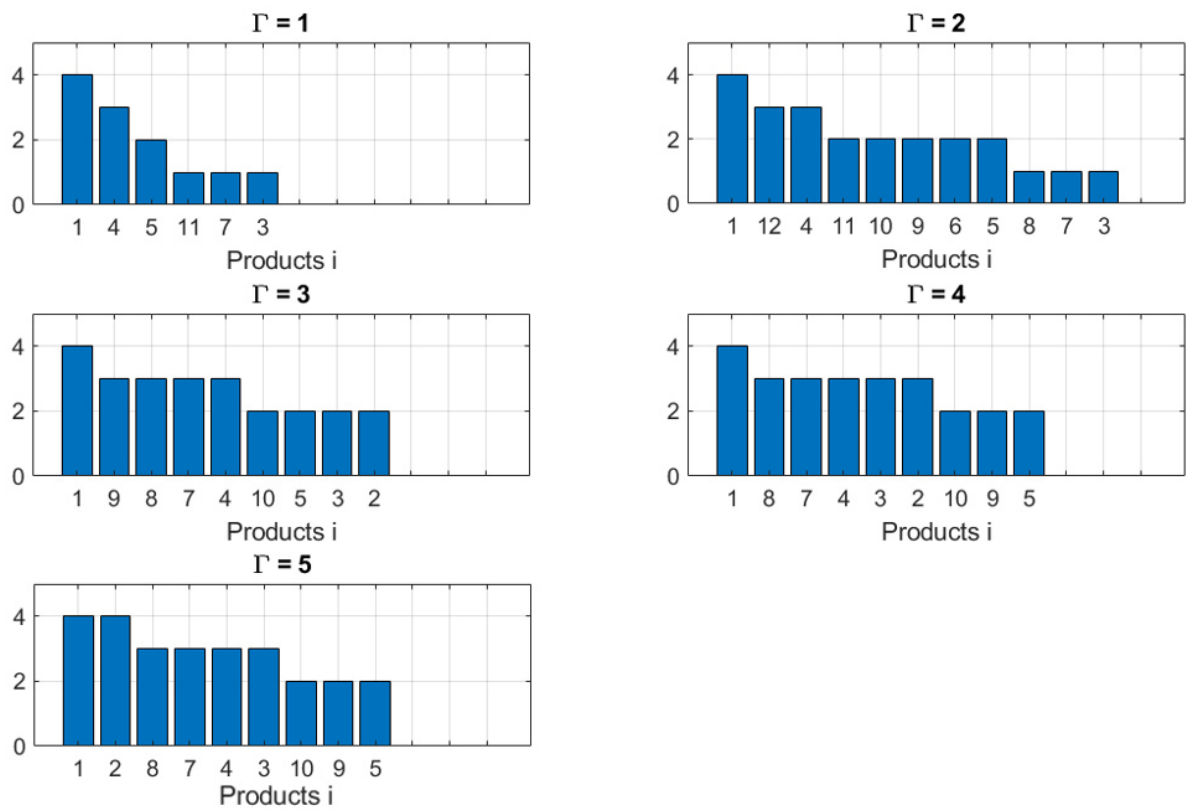 Γ = 1
4
2
0
1 4 5 11 7 3
Products i
Γ = 2
4
2
0
1 12 4 11 10 9 6 5 8 7 3
Products i
Γ = 3
4
2
0
1 9 8 7 4 10 5 3 2
Products i
Γ = 4
4
2
0
1 8 7 4 3 2 10 9 5
Products i
Γ = 5
4
2
0
1 2 8 7 4 3 10 9 5
Products i